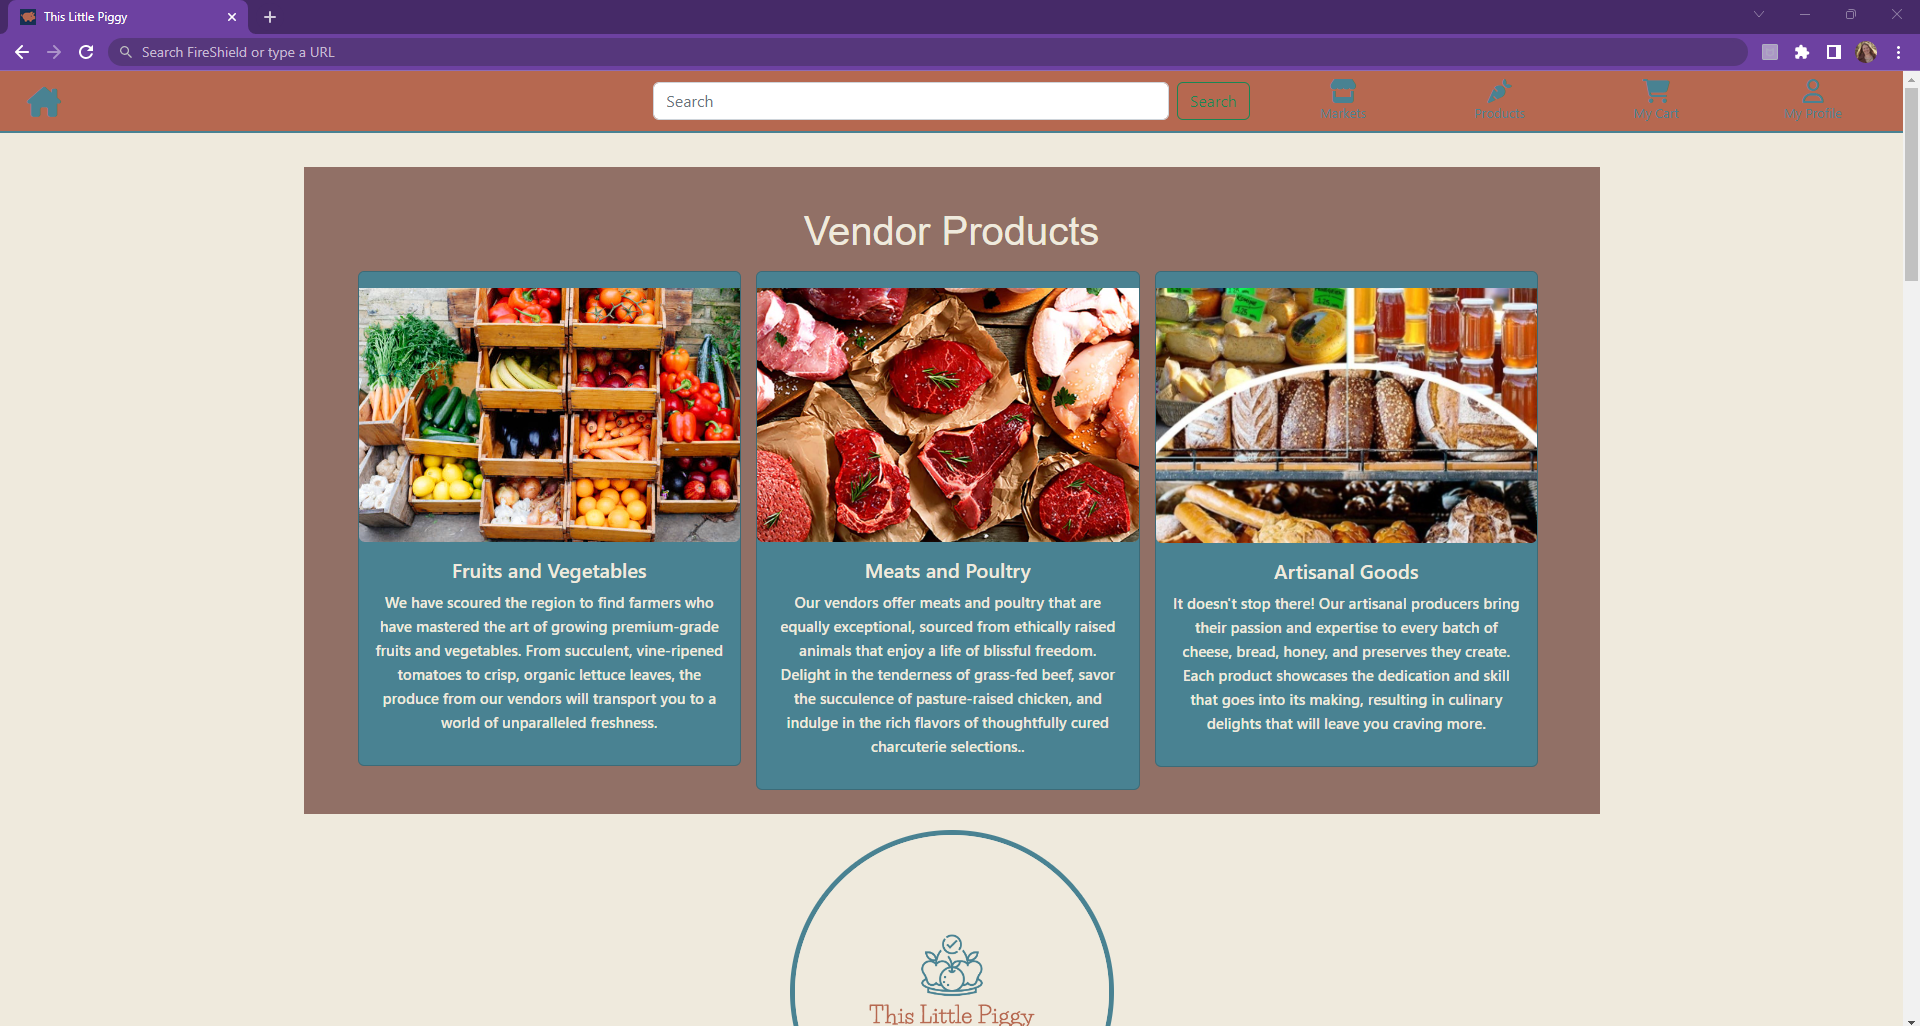 This Little Piggy
Search FireShield or type a URL
Search
Search
Markets
Products
My Cart
My Profile
Vendor Products
Fruits and Vegetables
We have scoured the region to find farmers who
have mastered the art of growing premium-grade
fruits and vegetables. From succulent, vine-ripened
tomatoes to crisp, organic lettuce leaves, the
produce from our vendors will transport you to a
world of unparalleled freshness.
Meats and Poultry
Our vendors offer meats and poultry that are
equally exceptional, sourced from ethically raised
animals that enjoy a life of blissful freedom.
Delight in the tenderness of grass-fed beef, savor
the succulence of pasture-raised chicken, and
indulge in the rich flavors of thoughtfully cured
charcuterie selections..
Artisanal Goods
It doesn't stop there! Our artisanal producers bring
their passion and expertise to every batch of
cheese, bread, honey, and preserves they create.
Each product showcases the dedication and skill
that goes into its making, resulting in culinary
delights that will leave you craving more.
This Little Piggy